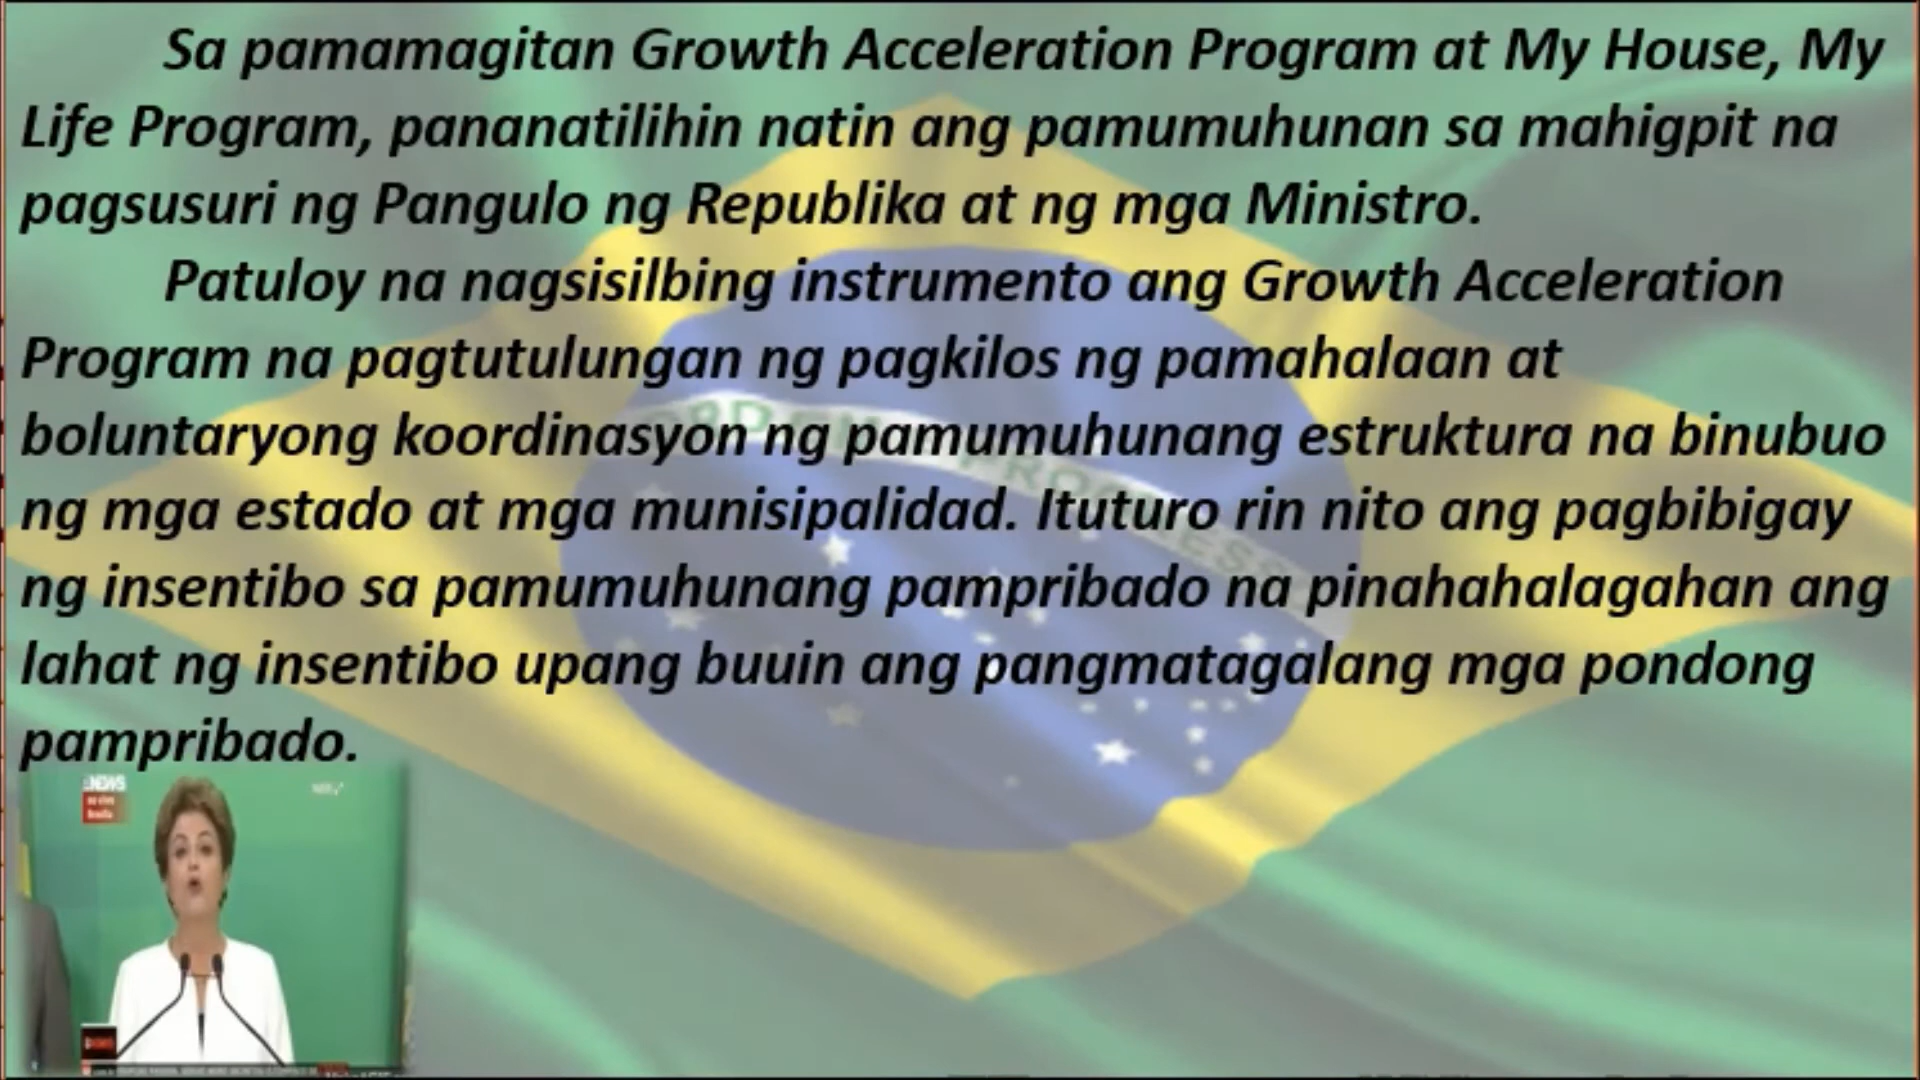 Sa pamamagitan Growth Acceleration Program at My House, My
Life Program, pananatilihin natin ang pamumuhunan sa mahigpit na
pagsusuri ng Pangulo ng Republika at ng mga Ministro.
Patuloy na nagsisilbing instrumento ang Growth Acceleration
Program na pagtutulungan ng pagkilos ng pamahalaan at
boluntaryong koordinasyon ng pamumuhunang estruktura na binubuo
ng mga estado at mga munisipalidad. Ituturo rin nito ang pagbibigay
ng insentibo sa pamumuhunang pampribado na pinahahalagahan ang
lahat ng insentibo upang buuin ang pangmatagalang mga pondong
pampribado.
NEWS